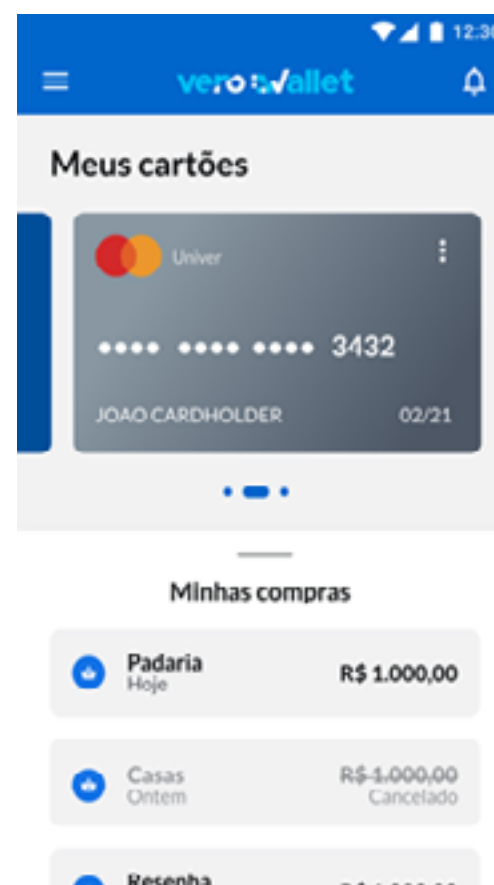 12:30
verowallet
Meus cartões
Univer
•••• •••• •••• 3432
JOAO CARDHOLDER 02/21
Minhas compras
Padaria
Hoje
R$ 1.000,00
Casas
Ontem
R$ 1.000,00
Cancelado
Resenha